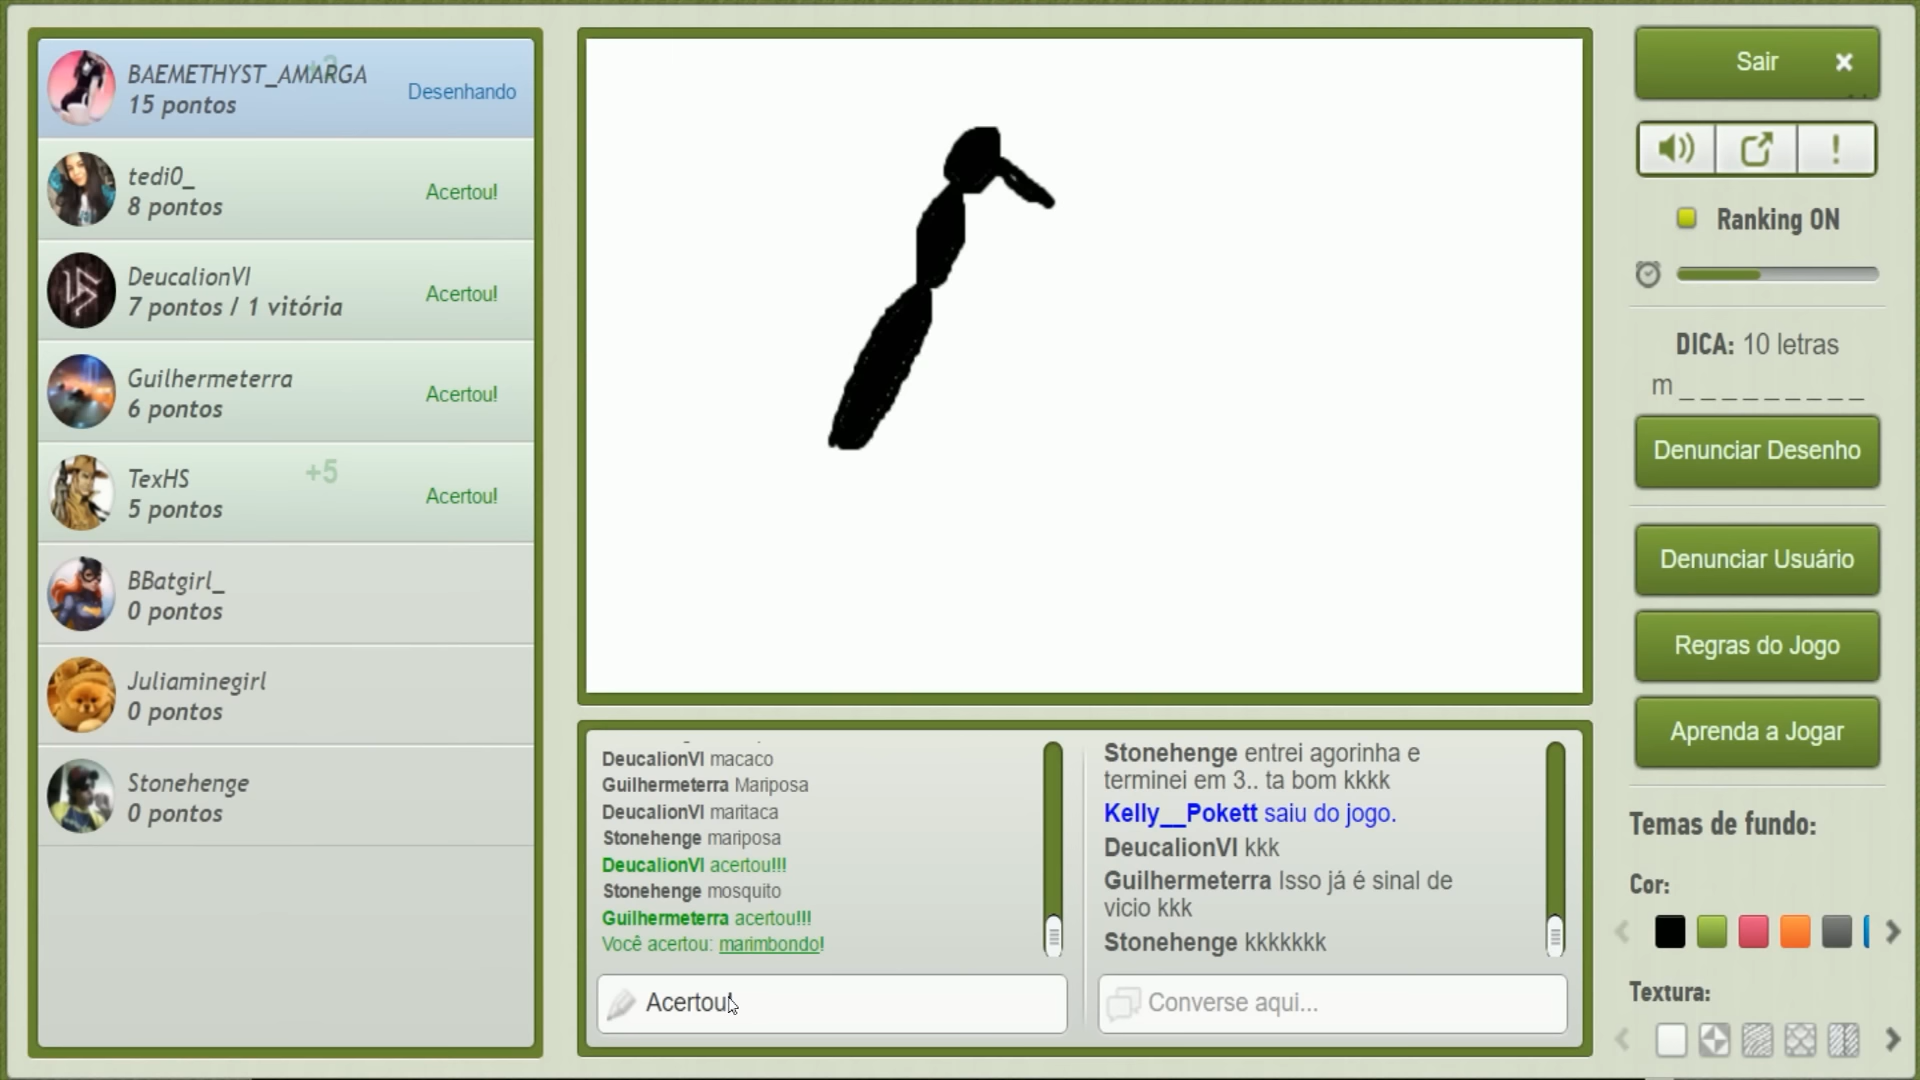 BAEMETHYST_AMARGA
15 pontos
Desenhando
tedi0_
8 pontos
Acertou!
DeucalionVI
7 pontos / 1 vitória
Acertou!
Guilhermeterra
6 pontos
Acertou!
TexHS
5 pontos
+5
Acertou!
BBatgirl_
0 pontos
Juliaminegirl
0 pontos
Stonehenge
0 pontos
DeucalionVI macaco
Guilhermeterra Mariposa
DeucalionVI maritaca
Stonehenge mariposa
DeucalionVI acertou!!!
Stonehenge mosquito
Guilhermeterra acertou!!!
Você acertou: marimbondo!
Acertou!
Stonehenge entrei agorinha e
terminei em 3.. ta bom kkkk
Kelly__Pokett saiu do jogo.
DeucalionVI kkk
Guilhermeterra Isso já é sinal de
vicio kkk
Stonehenge kkkkkkk
Converse aqui...
Sair
!
Ranking ON
DICA: 10 letras
m _ _ _ _ _ _ _ _ _
Denunciar Desenho
Denunciar Usuário
Regras do Jogo
Aprenda a Jogar
Temas de fundo:
Cor:
Textura: